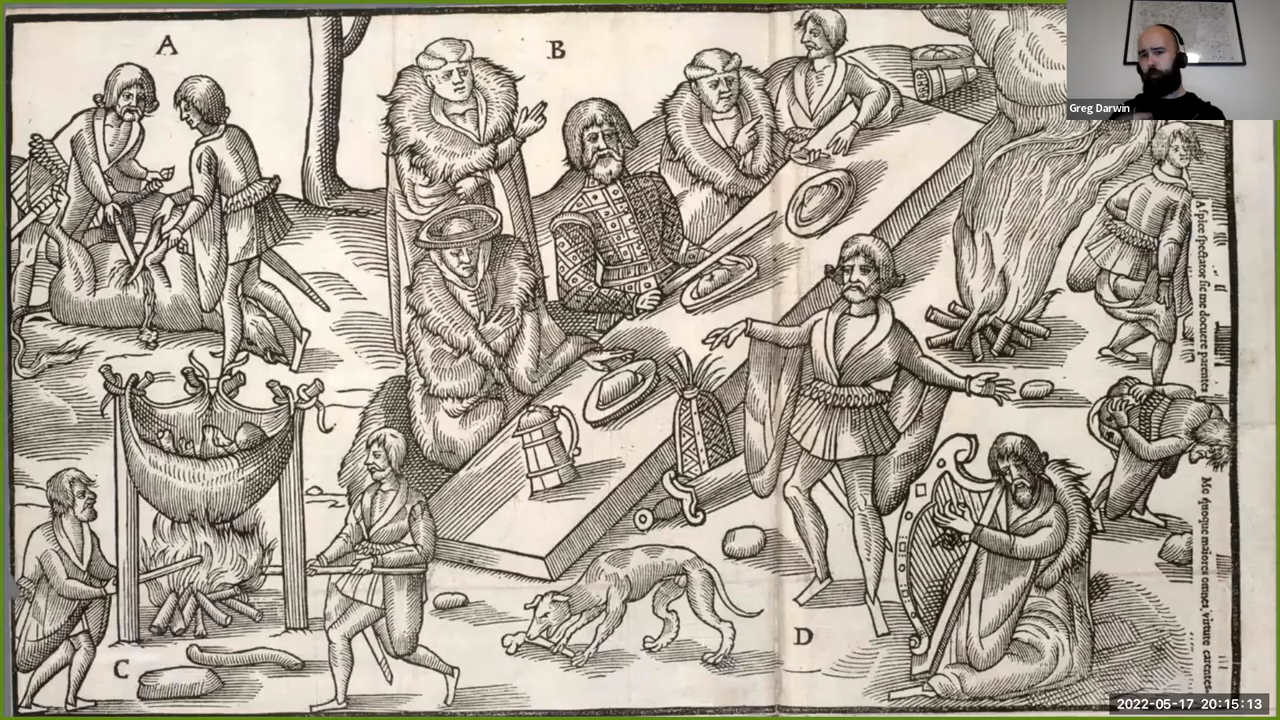 A
B
Greg Darwin
Aſpice ſpectator ſic me docuere parentes
Me quoque maiores omnes, virtute carentes.
C
D
2022-05-17 20:15:13